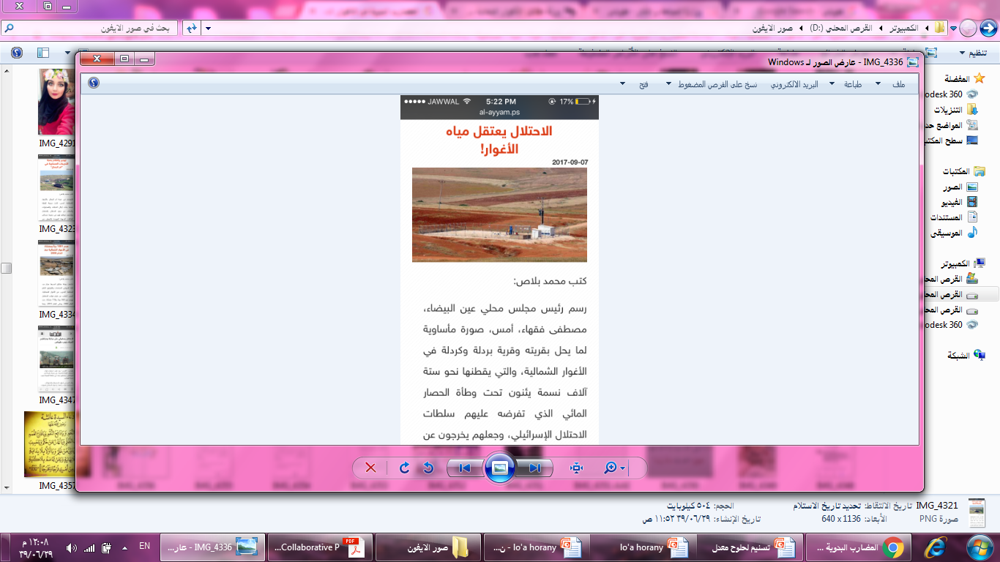 بحث في صور الايفون
الكمبيوتر
القرص المحلي (D:)
صور الايفون
تنظيم
IMG_4336 - عارض الصور لـ Windows
ملف
طباعة
البريد الالكتروني
نسخ على القرص المضغوط
فتح
JAWWAL
5:22 PM
17%
al-ayyam.ps
الاحتلال يعتقل مياه
الأغوار!
2017-09-07
كتب محمد بلاص:
رسم رئيس مجلس محلي عين البيضاء،
مصطفى فقهاء، أمس، صورة مأساوية
لما يحل بقريته وقرية بردلة وكردلة في
الأغوار الشمالية، والتي يقطنها نحو ستة
آلاف نسمة يئنون تحت وطأة الحصار
المائي الذي تفرضه عليهم سلطات
الاحتلال الإسرائيلي، وجعلهم يخرجون عن
IMG_4291
IMG_4323
IMG_4334
IMG_4347
IMG_4357
المفضلة
odesk 360
التنزيلات
المواضع حد
سطح المكتب
المكتبات
الصور
الفيديو
المستندات
الموسيقى
الكمبيوتر
القرص المحا
القرص المحا
القرص المحا
odesk 360
الشبكة
IMG_4321
صورة PNG
تاريخ الالتقاط: تحديد تاريخ الاستلام
الأبعاد: 640 x 1136
الحجم: ٥٠٤ كيلوبايت
تاريخ الإنشاء: ٣٩/٠٦/٢٩ ١١:٥٢ ص
المضارب البدوية ...
تسنيم لحلوح معدل
lo'a horany
lo'a horany - ن...
صور الايفون
Collaborative P...
IMG_4336 - عار...
EN
١٢:٠٨ م
٣٩/٠٦/٢٩